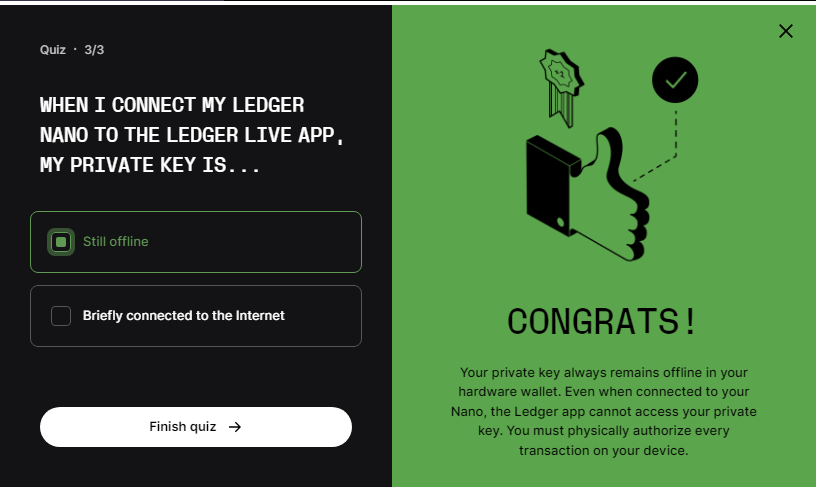 Quiz · 3/3
WHEN I CONNECT MY LEDGER
NANO TO THE LEDGER LIVE APP,
MY PRIVATE KEY IS...
Still offline
Briefly connected to the Internet
Finish quiz →
CONGRATS!
Your private key always remains offline in your
hardware wallet. Even when connected to your
Nano, the Ledger app cannot access your private
key. You must physically authorize every
transaction on your device.